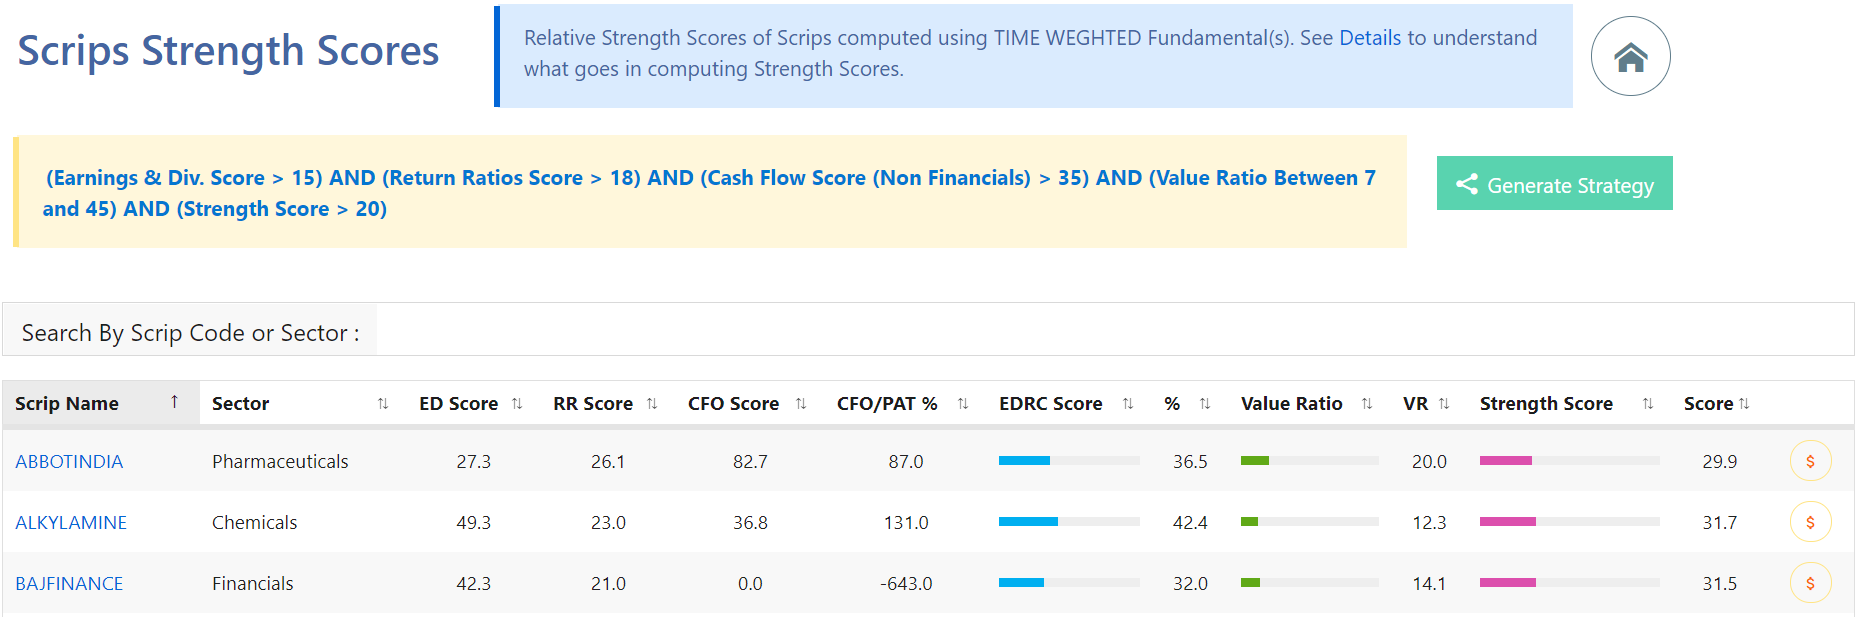 Scrips Strength Scores
Relative Strength Scores of Scrips computed using TIME WEGHTED Fundamental(s). See Details to understand
what goes in computing Strength Scores.
(Earnings & Div. Score > 15) AND (Return Ratios Score > 18) AND (Cash Flow Score (Non Financials) > 35) AND (Value Ratio Between 7
and 45) AND (Strength Score > 20)
Generate Strategy
Search By Scrip Code or Sector :
Scrip Name ↑ Sector ED Score RR Score CFO Score CFO/PAT % EDRC Score % Value Ratio VR Strength Score Score
ABBOTINDIA Pharmaceuticals 27.3 26.1 82.7 87.0 36.5 20.0 29.9 $
ALKYLAMINE Chemicals 49.3 23.0 36.8 131.0 42.4 12.3 31.7 $
BAJFINANCE Financials 42.3 21.0 0.0 -643.0 32.0 14.1 31.5 $